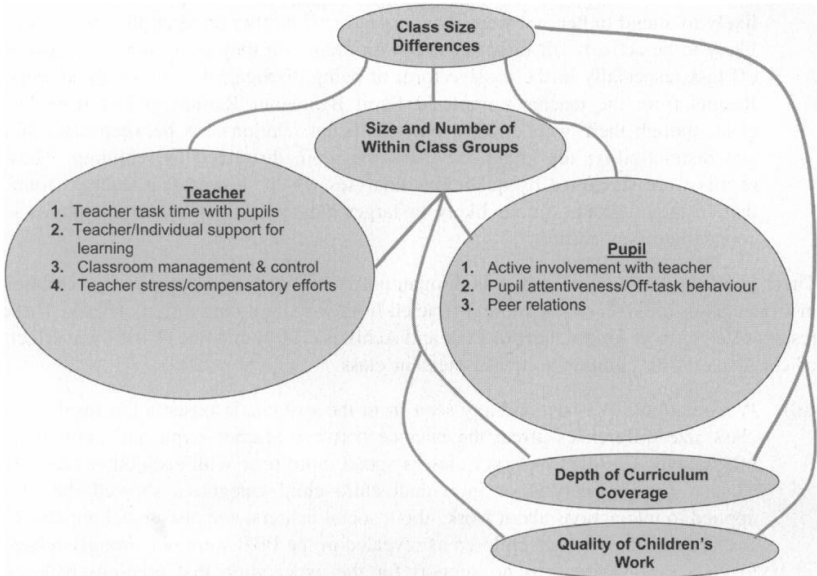 Class Size
Differences
Size and Number of
Within Class Groups
Teacher
1. Teacher task time with pupils
2. Teacher/Individual support for
learning
3. Classroom management & control
4. Teacher stress/compensatory efforts
Pupil
1. Active involvement with teacher
2. Pupil attentiveness/Off-task behaviour
3. Peer relations
Depth of Curriculum
Coverage
Quality of Children's
Work